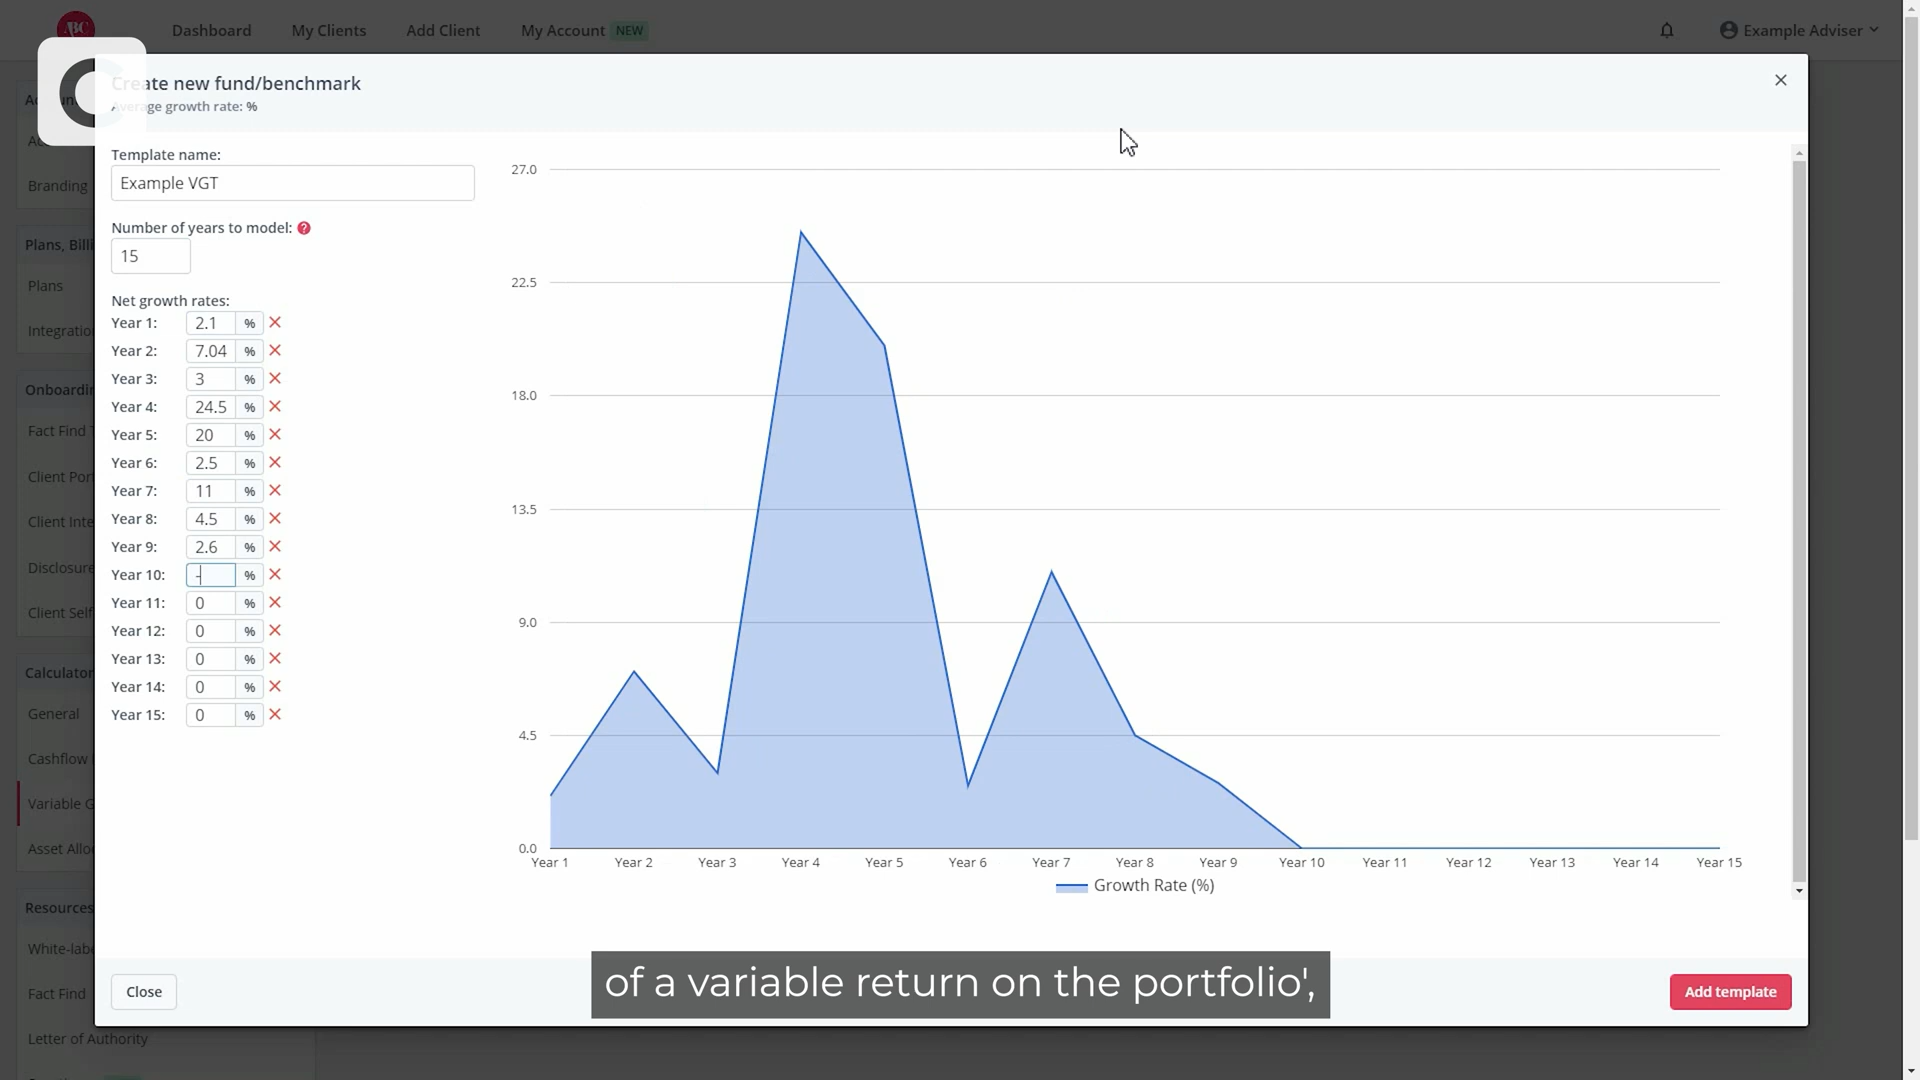 ABC
Dashboard
My Clients
Add Client
My Account NEW
Example Adviser
Create new fund/benchmark
Average growth rate: %
Branding
Plans, Billi
Plans
Integratio
Onboardin
Fact Find T
Client Por
Client Inte
Disclosure
Client Self
Calculator
General
Cashflow
Variable G
Asset Allo
Resources
White-labe
Fact Find
Letter of Authority
Template name:
Example VGT
Number of years to model: ?
15
Net growth rates:
Year 1: 2.1 %
Year 2: 7.04 %
Year 3: 3 %
Year 4: 24.5 %
Year 5: 20 %
Year 6: 2.5 %
Year 7: 11 %
Year 8: 4.5 %
Year 9: 2.6 %
Year 10: - %
Year 11: 0 %
Year 12: 0 %
Year 13: 0 %
Year 14: 0 %
Year 15: 0 %
27.0
22.5
18.0
13.5
9.0
4.5
0.0
Year 1 Year 2 Year 3 Year 4 Year 5 Year 6 Year 7 Year 8 Year 9 Year 10 Year 11 Year 12 Year 13 Year 14 Year 15
Growth Rate (%)
of a variable return on the portfolio',
Close
Add template